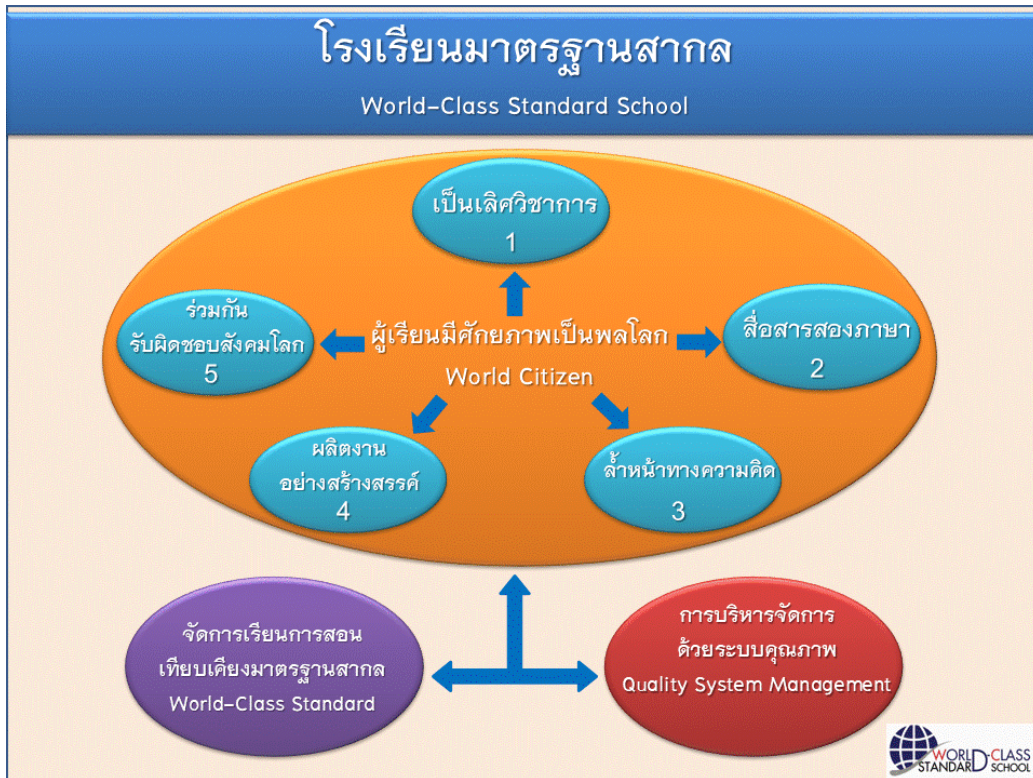 โรงเรียนมาตรฐานสากล
World-Class Standard School
เป็นเลิศวิชาการ
1
ร่วมกัน
รับผิดชอบสังคมโลก
5
ผู้เรียนมีศักยภาพเป็นพลโลก
World Citizen
สื่อสารสองภาษา
2
ผลิตงาน
อย่างสร้างสรรค์
4
ล้ำหน้าทางความคิด
3
จัดการเรียนการสอน
เทียบเคียงมาตรฐานสากล
World-Class Standard
การบริหารจัดการ
ด้วยระบบคุณภาพ
Quality System Management
WORLD-CLASS
STANDARD SCHOOL